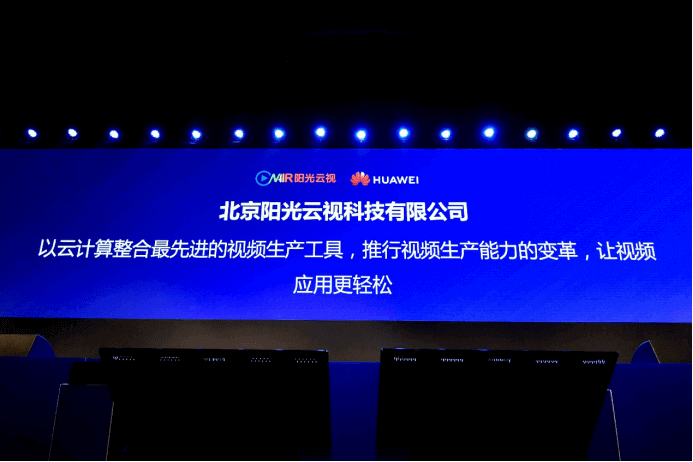 MIR阳光云视 HUAWEI
北京阳光云视科技有限公司
以云计算整合最先进的视频生产工具，推行视频生产能力的变革，让视频
应用更轻松